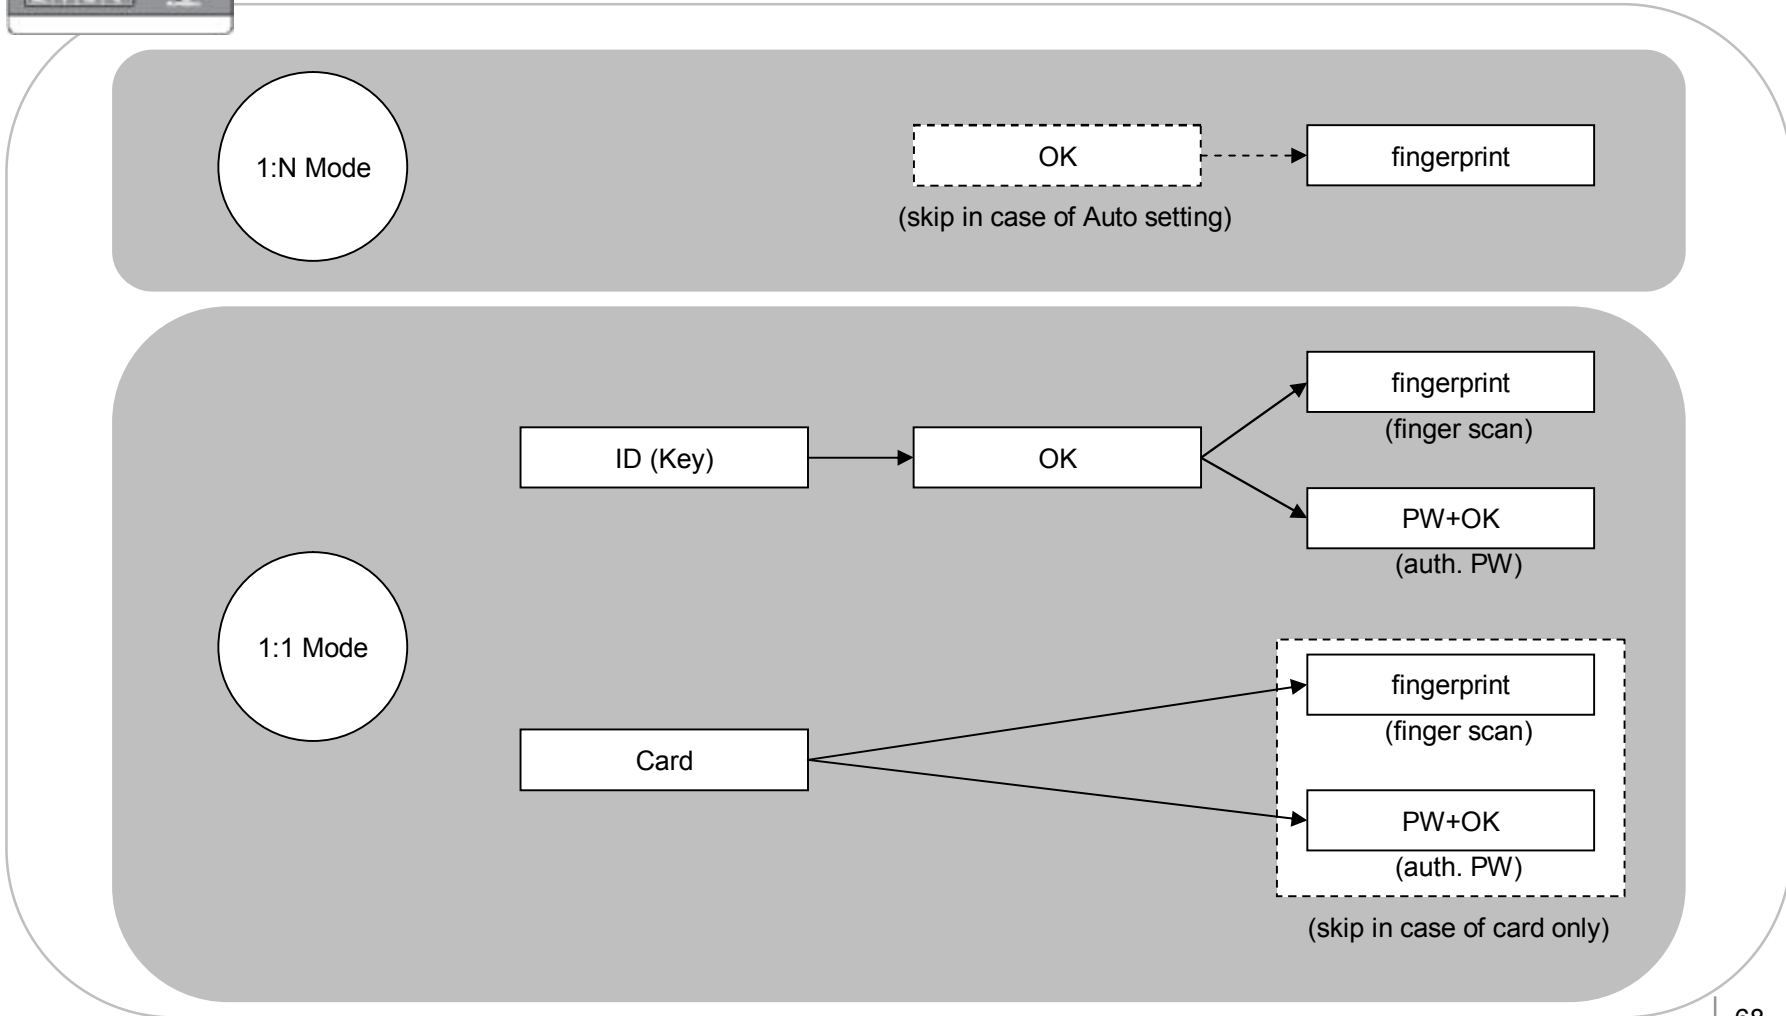 1:N Mode
OK
fingerprint
(skip in case of Auto setting)
fingerprint
(finger scan)
ID (Key)
OK
PW+OK
(auth. PW)
1:1 Mode
fingerprint
(finger scan)
Card
PW+OK
(auth. PW)
(skip in case of card only)
68